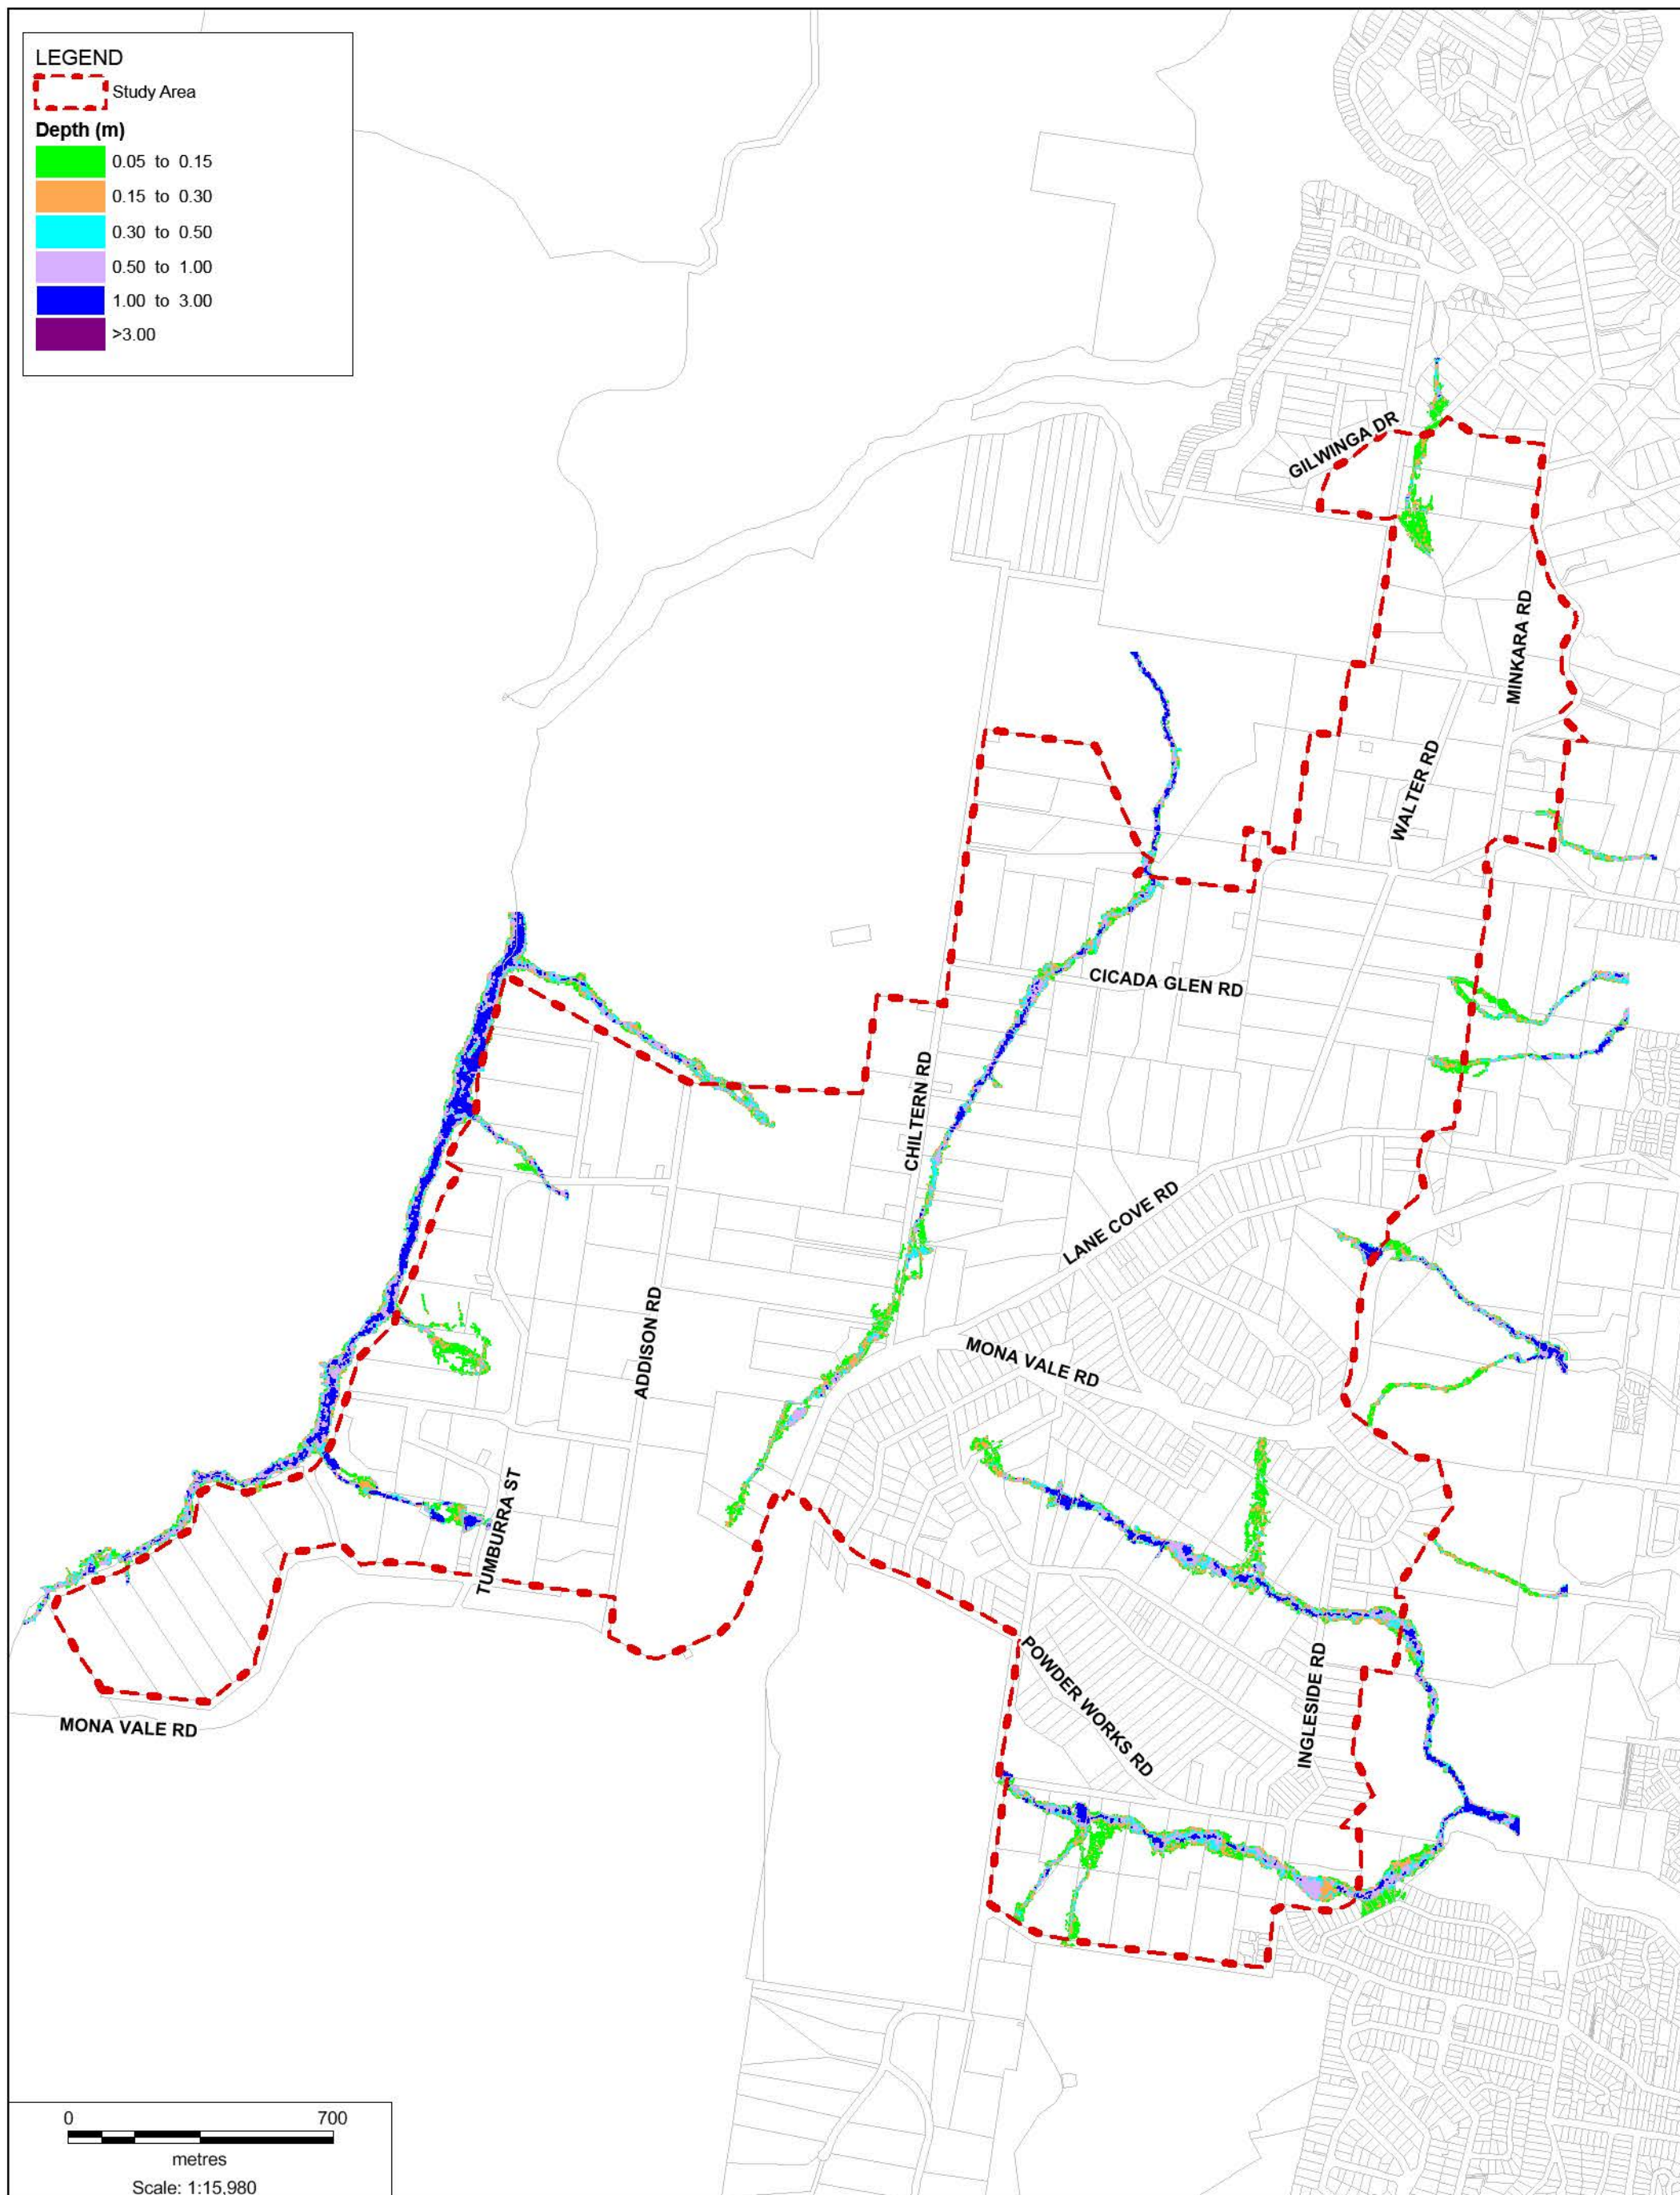 LEGEND
Study Area
Depth (m)
0.05 to 0.15
0.15 to 0.30
0.30 to 0.50
0.50 to 1.00
1.00 to 3.00
>3.00
GILWINGA DR
MINKARA RD
WALTER RD
CICADA GLEN RD
CHILTERN RD
LANE COVE RD
ADDISON RD
MONA VALE RD
TUMBURRA ST
POWDER WORKS RD
INGLESIDE RD
MONA VALE RD
0 700
metres
Scale: 1:15,980